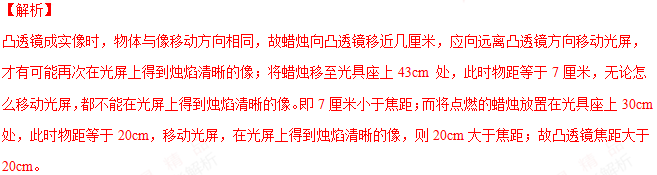 【解析】
凸透镜成实像时，物体与像移动方向相同，故蜡烛向凸透镜移近几厘米，应向远离凸透镜方向移动光屏，
才有可能再次在光屏上得到烛焰清晰的像；将蜡烛移至光具座上 43cm 处，此时物距等于 7 厘米，无论怎
么移动光屏，都不能在光屏上得到清晰的像。即 7 厘米小于焦距；而将点燃的蜡烛放置在光具座上 30cm
处，此时物距等于 20cm，移动光屏，在光屏上得到烛焰清晰的像，则 20cm 大于焦距；故凸透镜焦距大于
20cm。